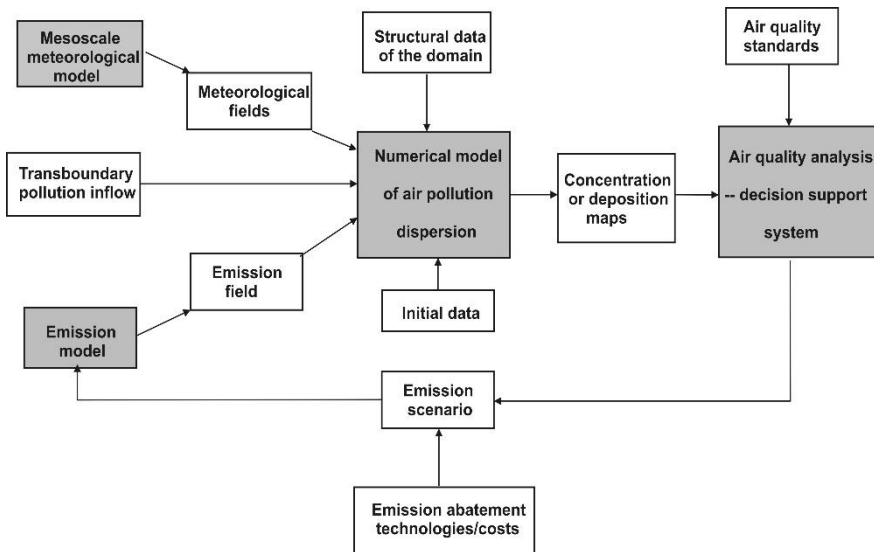 Mesoscale
meteorological
model
Structural data
of the domain
Air quality
standards
Meteorological
fields
Numerical model
of air pollution
dispersion
Air quality analysis
-- decision support
system
Transboundary
pollution inflow
Concentration
or deposition
maps
Emission
field
Initial data
Emission
model
Emission
scenario
Emission abatement
technologies/costs